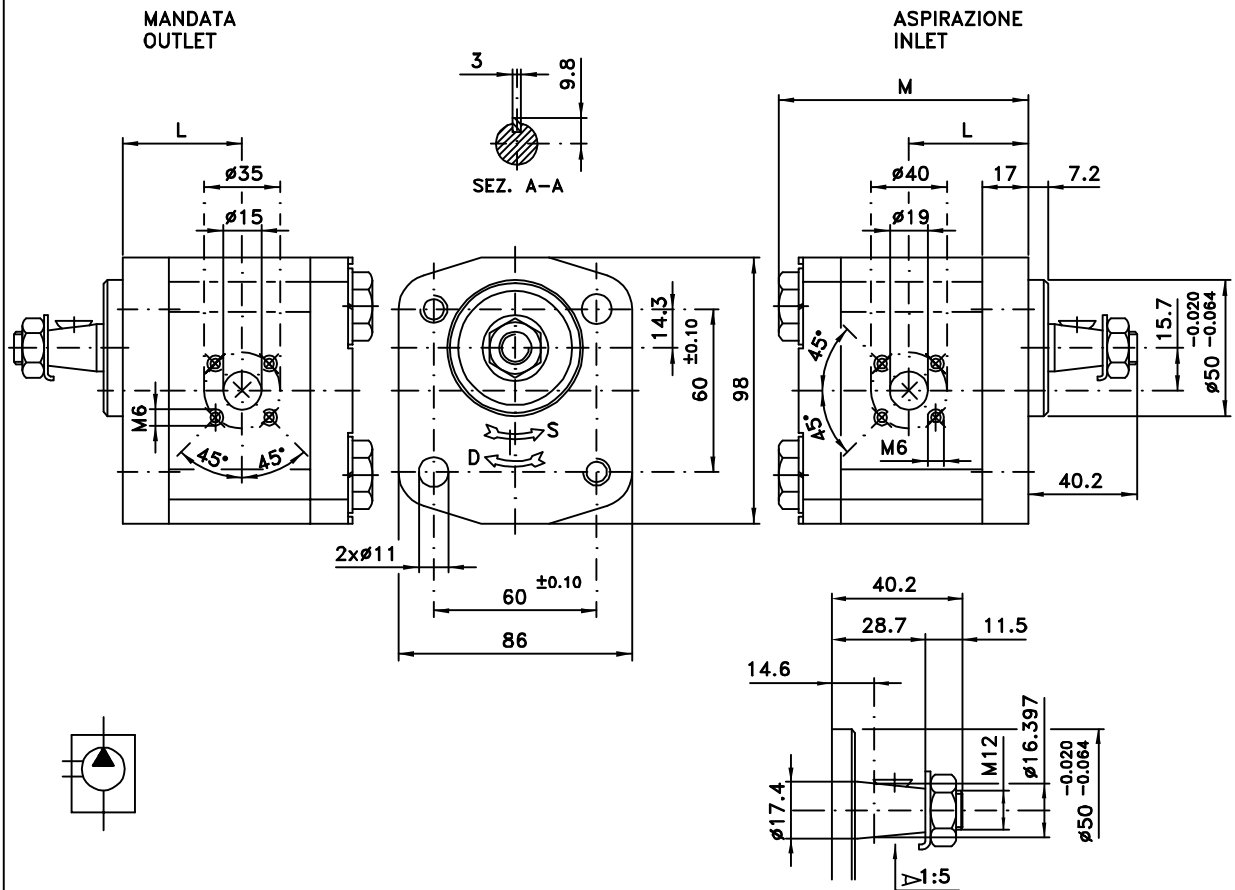 MANDATA
OUTLET
ASPIRAZIONE
INLET
3
9.8
SEZ. A-A
L
ø35
ø15
M6
45°
45°
14.3
60 ±0.10
98
S
D
2xø11
60 ±0.10
86
M
L
17
7.2
ø40
ø19
45°
45°
M6
15.7
ø50 -0.020 -0.064
40.2
40.2
28.7
11.5
14.6
ø17.4
M12
ø16.397
ø50 -0.020 -0.064
1:5